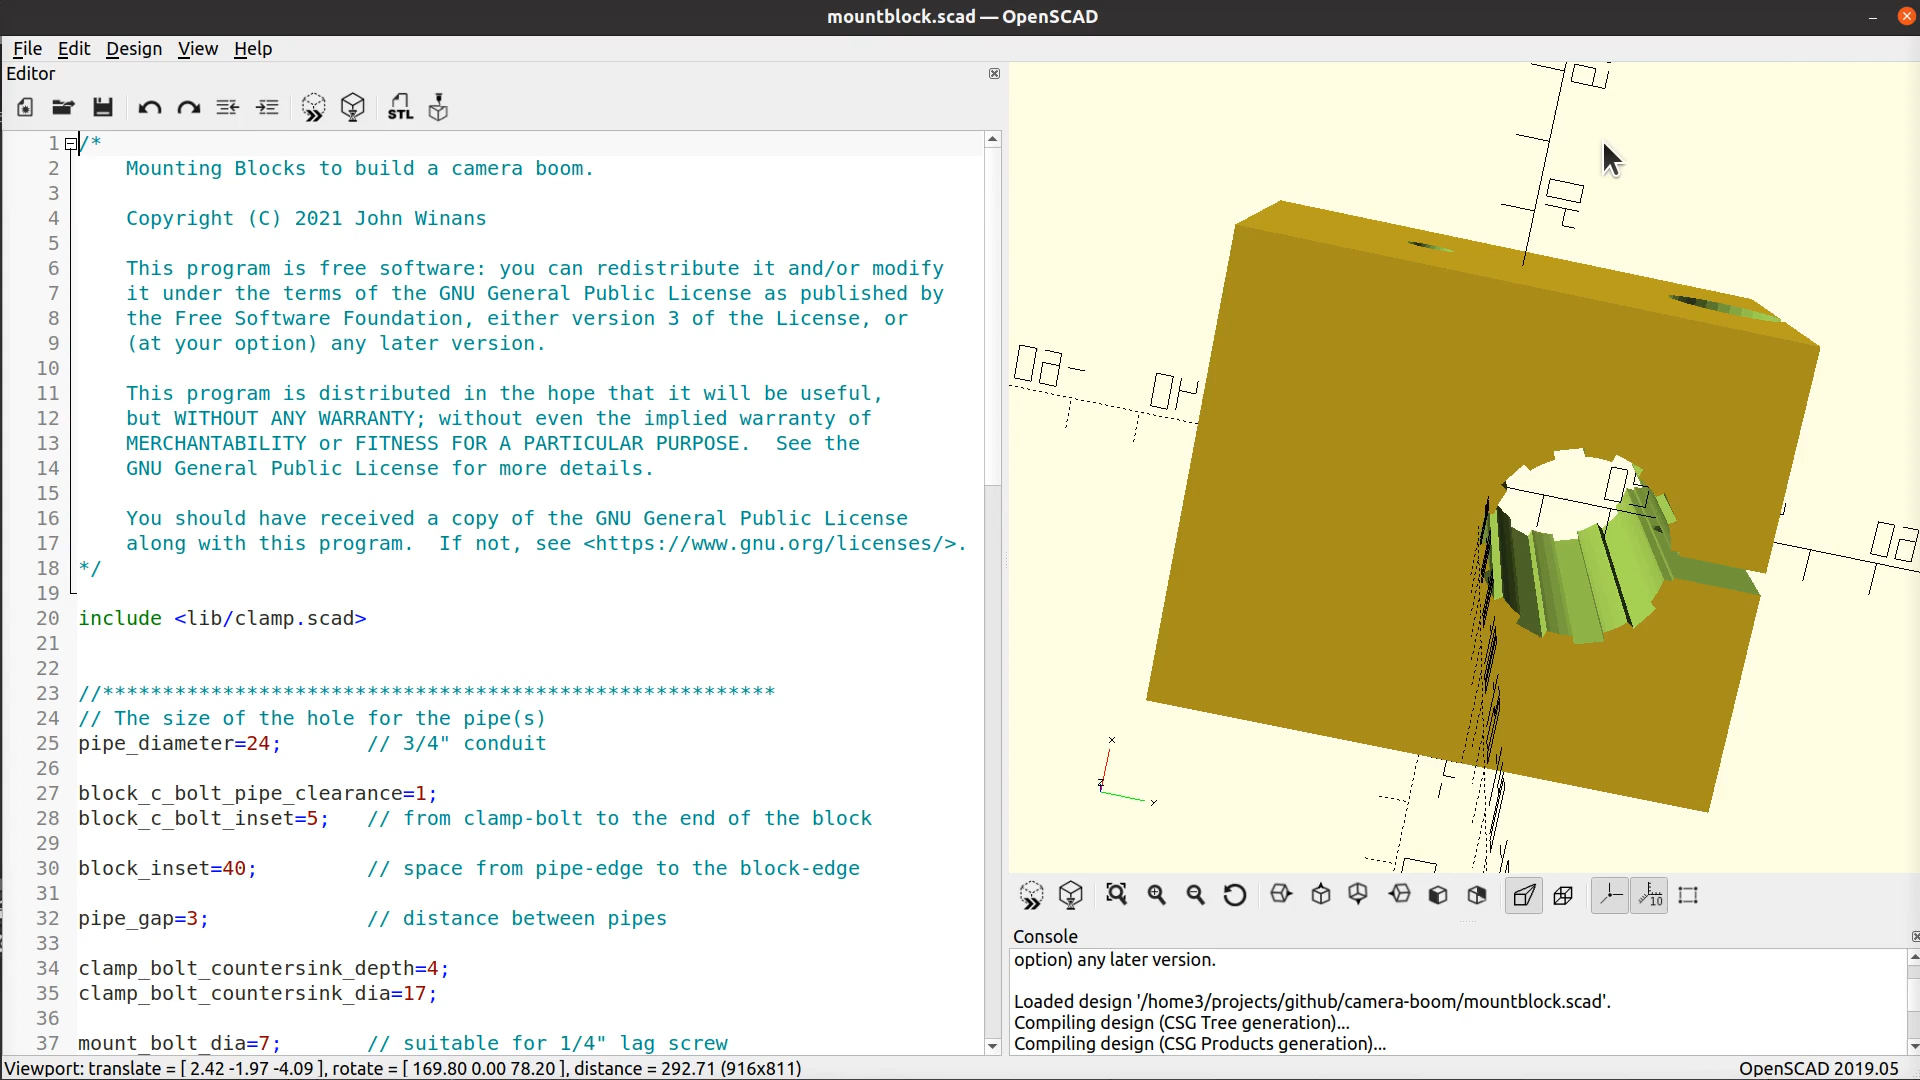 mountblock.scad — OpenSCAD
File Edit Design View Help
Editor
STL
1 /*
2 Mounting Blocks to build a camera boom.
3
4 Copyright (C) 2021 John Winans
5
6 This program is free software: you can redistribute it and/or modify
7 it under the terms of the GNU General Public License as published by
8 the Free Software Foundation, either version 3 of the License, or
9 (at your option) any later version.
10
11 This program is distributed in the hope that it will be useful,
12 but WITHOUT ANY WARRANTY; without even the implied warranty of
13 MERCHANTABILITY or FITNESS FOR A PARTICULAR PURPOSE.  See the
14 GNU General Public License for more details.
15
16 You should have received a copy of the GNU General Public License
17 along with this program.  If not, see <https://www.gnu.org/licenses/>.
18 */
19
20 include <lib/clamp.scad>
21
22
23 //********************************************************
24 // The size of the hole for the pipe(s)
25 pipe_diameter=24;       // 3/4" conduit
26
27 block_c_bolt_pipe_clearance=1;
28 block_c_bolt_inset=5;   // from clamp-bolt to the end of the block
29
30 block_inset=40;         // space from pipe-edge to the block-edge
31
32 pipe_gap=3;             // distance between pipes
33
34 clamp_bolt_countersink_depth=4;
35 clamp_bolt_countersink_dia=17;
36
37 mount_bolt_dia=7;       // suitable for 1/4" lag screw
x
y
z
10
Console
option) any later version.
Loaded design '/home3/projects/github/camera-boom/mountblock.scad'.
Compiling design (CSG Tree generation)...
Compiling design (CSG Products generation)...
Viewport: translate = [ 2.42 -1.97 -4.09 ], rotate = [ 169.80 0.00 78.20 ], distance = 292.71 (916x811)
OpenSCAD 2019.05